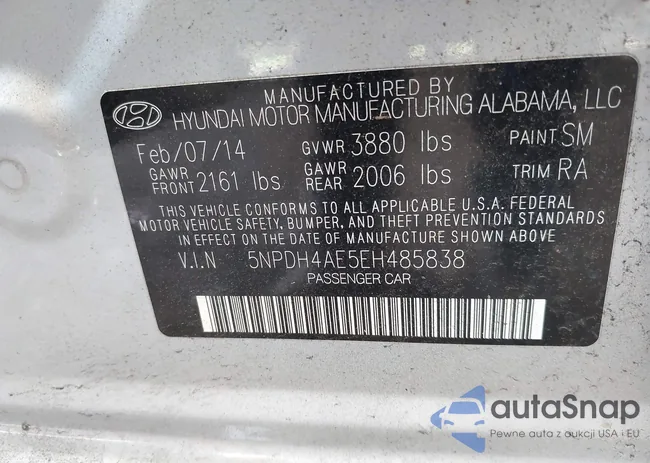 MANUFACTURED BY
HYUNDAI MOTOR MANUFACTURING ALABAMA, LLC
Feb/07/14 GVWR 3880 lbs PAINT SM
GAWR FRONT 2161 lbs GAWR REAR 2006 lbs TRIM RA
THIS VEHICLE CONFORMS TO ALL APPLICABLE U.S.A. FEDERAL
MOTOR VEHICLE SAFETY, BUMPER, AND THEFT PREVENTION STANDARDS
IN EFFECT ON THE DATE OF MANUFACTURE SHOWN ABOVE
V.I.N 5NPDH4AE5EH485838
PASSENGER CAR
autaSnap
Pewne auta z aukcji USA i EU